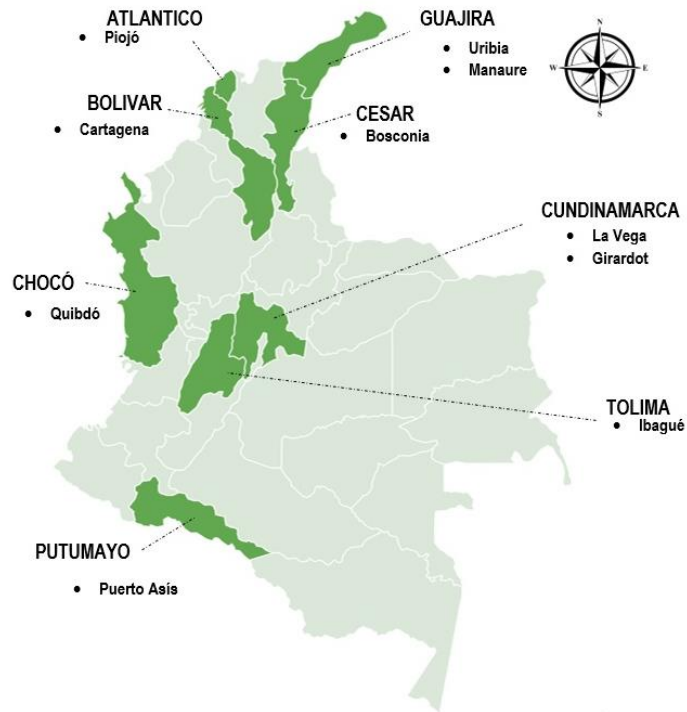 ATLANTICO
• Piojó
GUAJIRA
• Uribia
• Manaure
N
W
E
S
BOLIVAR
• Cartagena
CESAR
• Bosconia
CUNDINAMARCA
• La Vega
• Girardot
CHOCÓ
• Quibdó
TOLIMA
• Ibagué
PUTUMAYO
• Puerto Asís